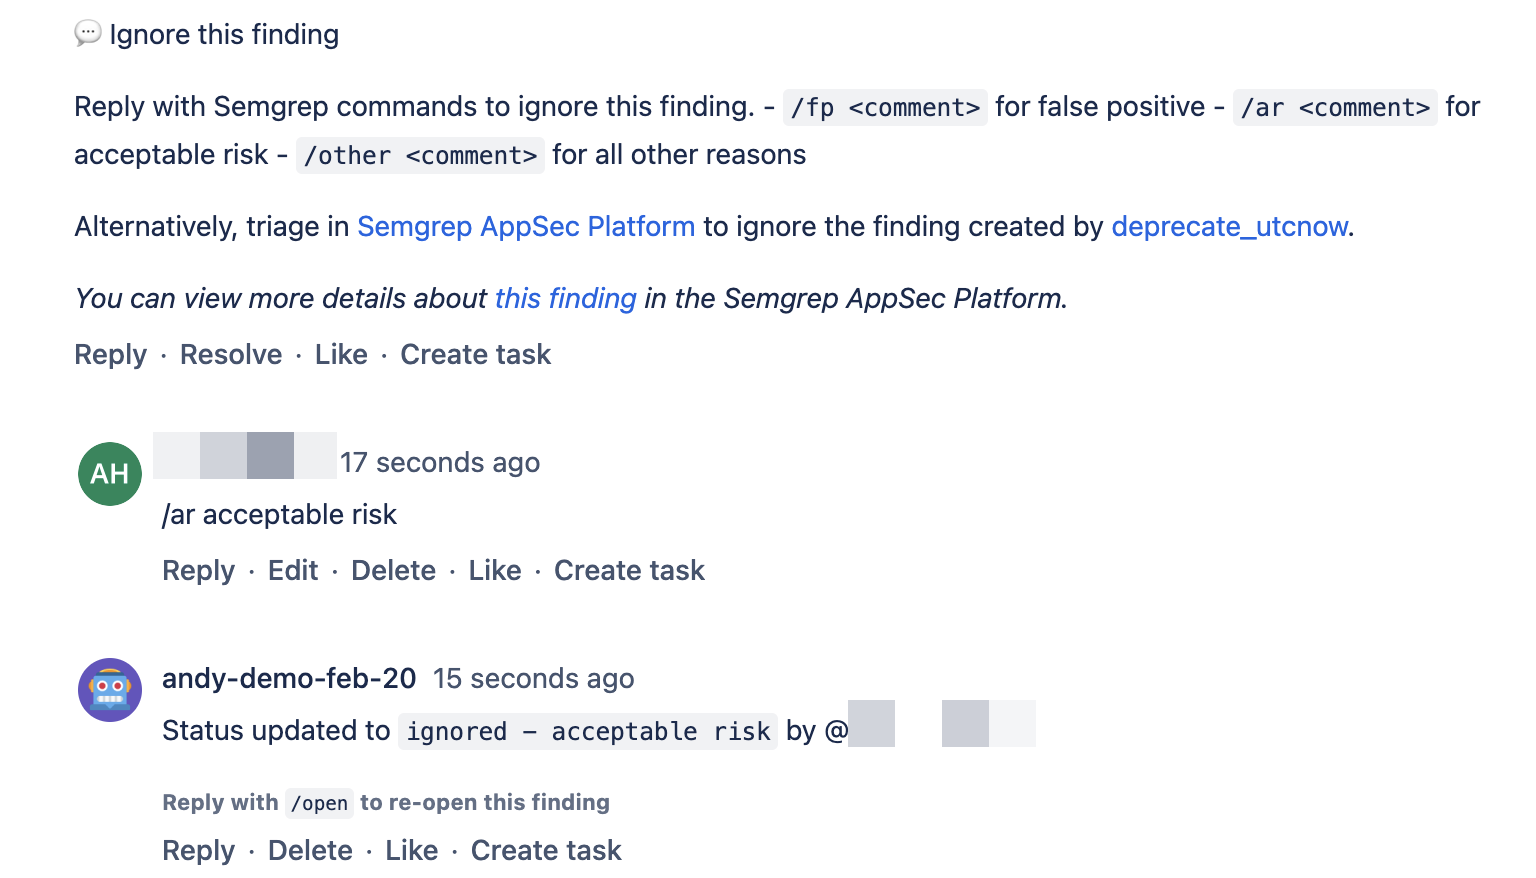 Ignore this finding
Reply with Semgrep commands to ignore this finding. - /fp <comment> for false positive - /ar <comment> for
acceptable risk - /other <comment> for all other reasons
Alternatively, triage in Semgrep AppSec Platform to ignore the finding created by deprecate_utcnow.
You can view more details about this finding in the Semgrep AppSec Platform.
Reply · Resolve · Like · Create task
AH 17 seconds ago
/ar acceptable risk
Reply · Edit · Delete · Like · Create task
andy-demo-feb-20 15 seconds ago
Status updated to ignored – acceptable risk by @
Reply with /open to re-open this finding
Reply · Delete · Like · Create task